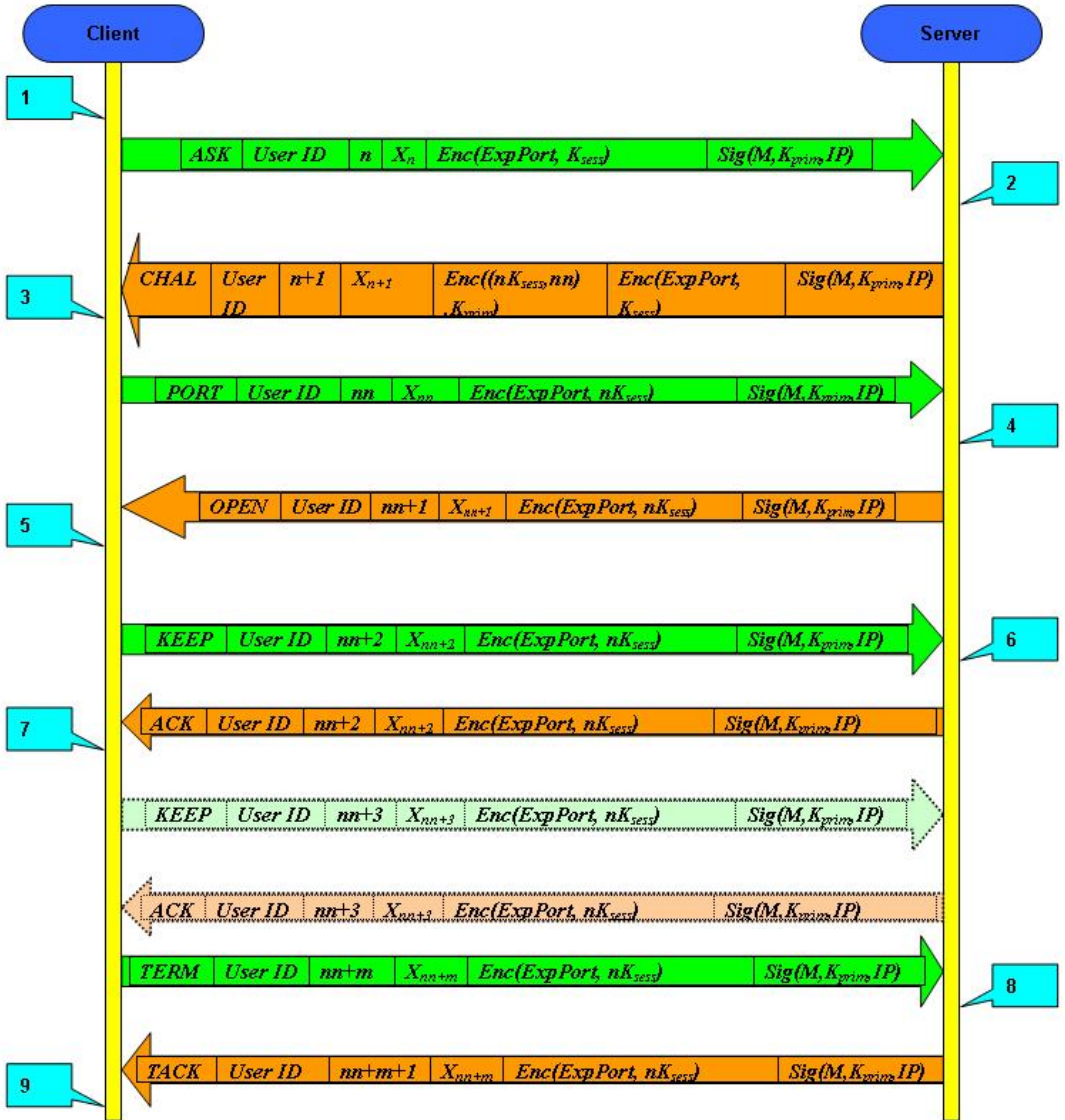 Client Server
1
ASK User ID n Xn Enc(ExpPort, Ksess) Sig(M,Kprim,IP)
2
CHAL User ID n+1 Xn+1 Enc((nKsess,nn) ,Kprim) Enc(ExpPort, Ksess) Sig(M,Kprim,IP)
3
PORT User ID nn Xnn Enc(ExpPort, nKsess) Sig(M,Kprim,IP)
4
OPEN User ID nn+1 Xnn+1 Enc(ExpPort, nKsess) Sig(M,Kprim,IP)
5
KEEP User ID nn+2 Xnn+2 Enc(ExpPort, nKsess) Sig(M,Kprim,IP)
6
ACK User ID nn+2 Xnn+2 Enc(ExpPort, nKsess) Sig(M,Kprim,IP)
7
KEEP User ID nn+3 Xnn+3 Enc(ExpPort, nKsess) Sig(M,Kprim,IP)
ACK User ID nn+3 Xnn+3 Enc(ExpPort, nKsess) Sig(M,Kprim,IP)
TERM User ID nn+m Xnn+m Enc(ExpPort, nKsess) Sig(M,Kprim,IP)
8
TACK User ID nn+m+1 Xnn+m Enc(ExpPort, nKsess) Sig(M,Kprim,IP)
9